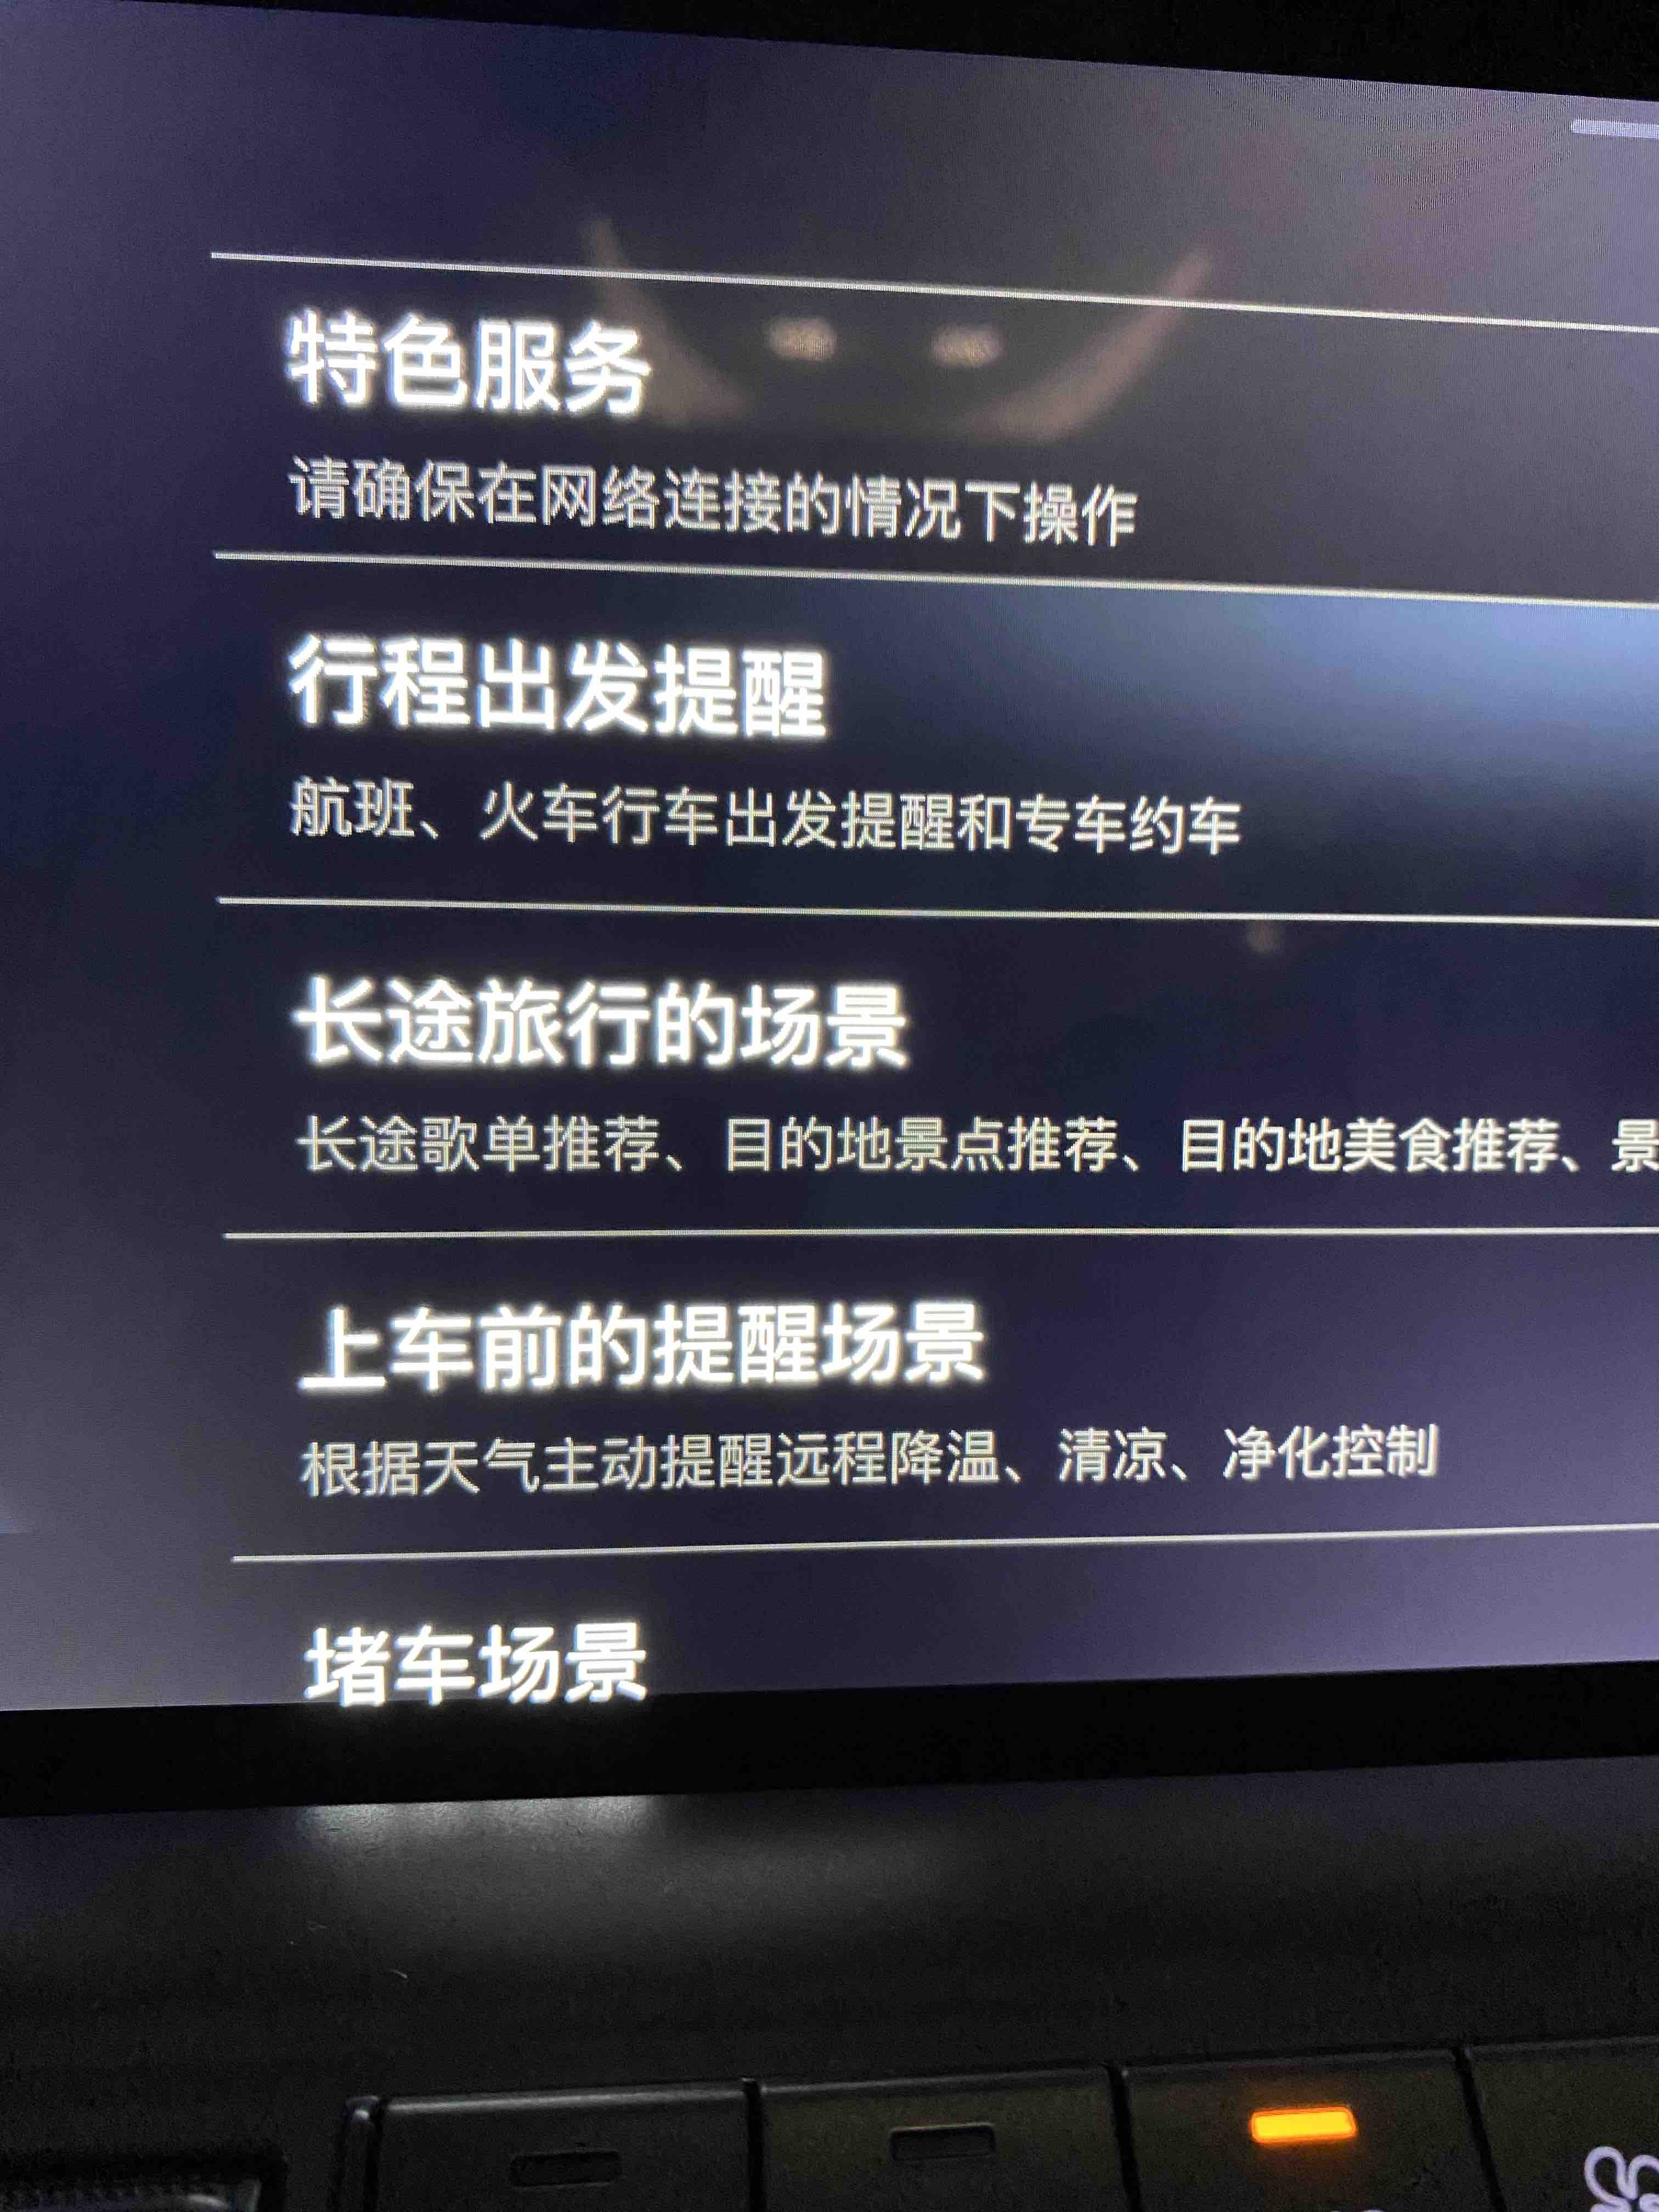 特色服务
请确保在网络连接的情况下操作
行程出发提醒
航班、火车行车出发提醒和专车约车
长途旅行的场景
长途歌单推荐、目的地景点推荐、目的地美食推荐、景
上车前的提醒场景
根据天气主动提醒远程降温、清凉、净化控制
堵车场景